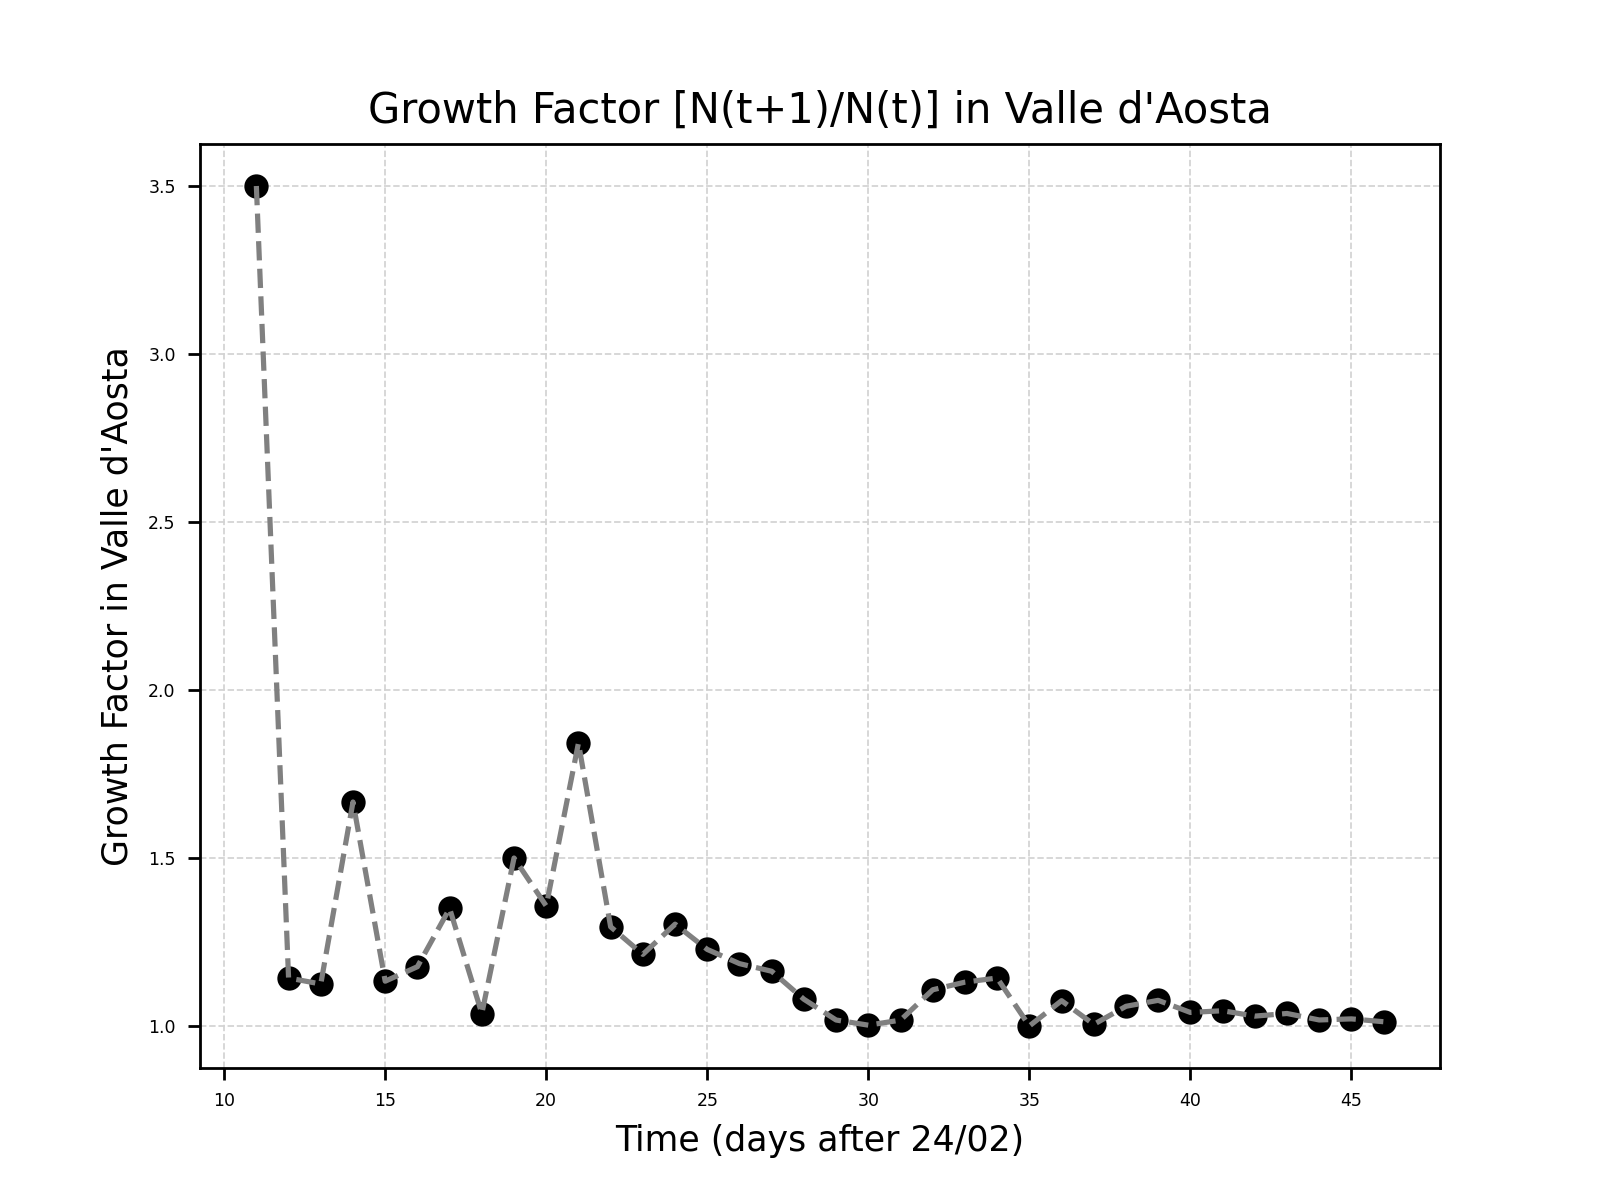 Growth Factor [N(t+1)/N(t)] in Valle d'Aosta
Growth Factor in Valle d'Aosta
3.5
3.0
2.5
2.0
1.5
1.0
10 15 20 25 30 35 40 45
Time (days after 24/02)